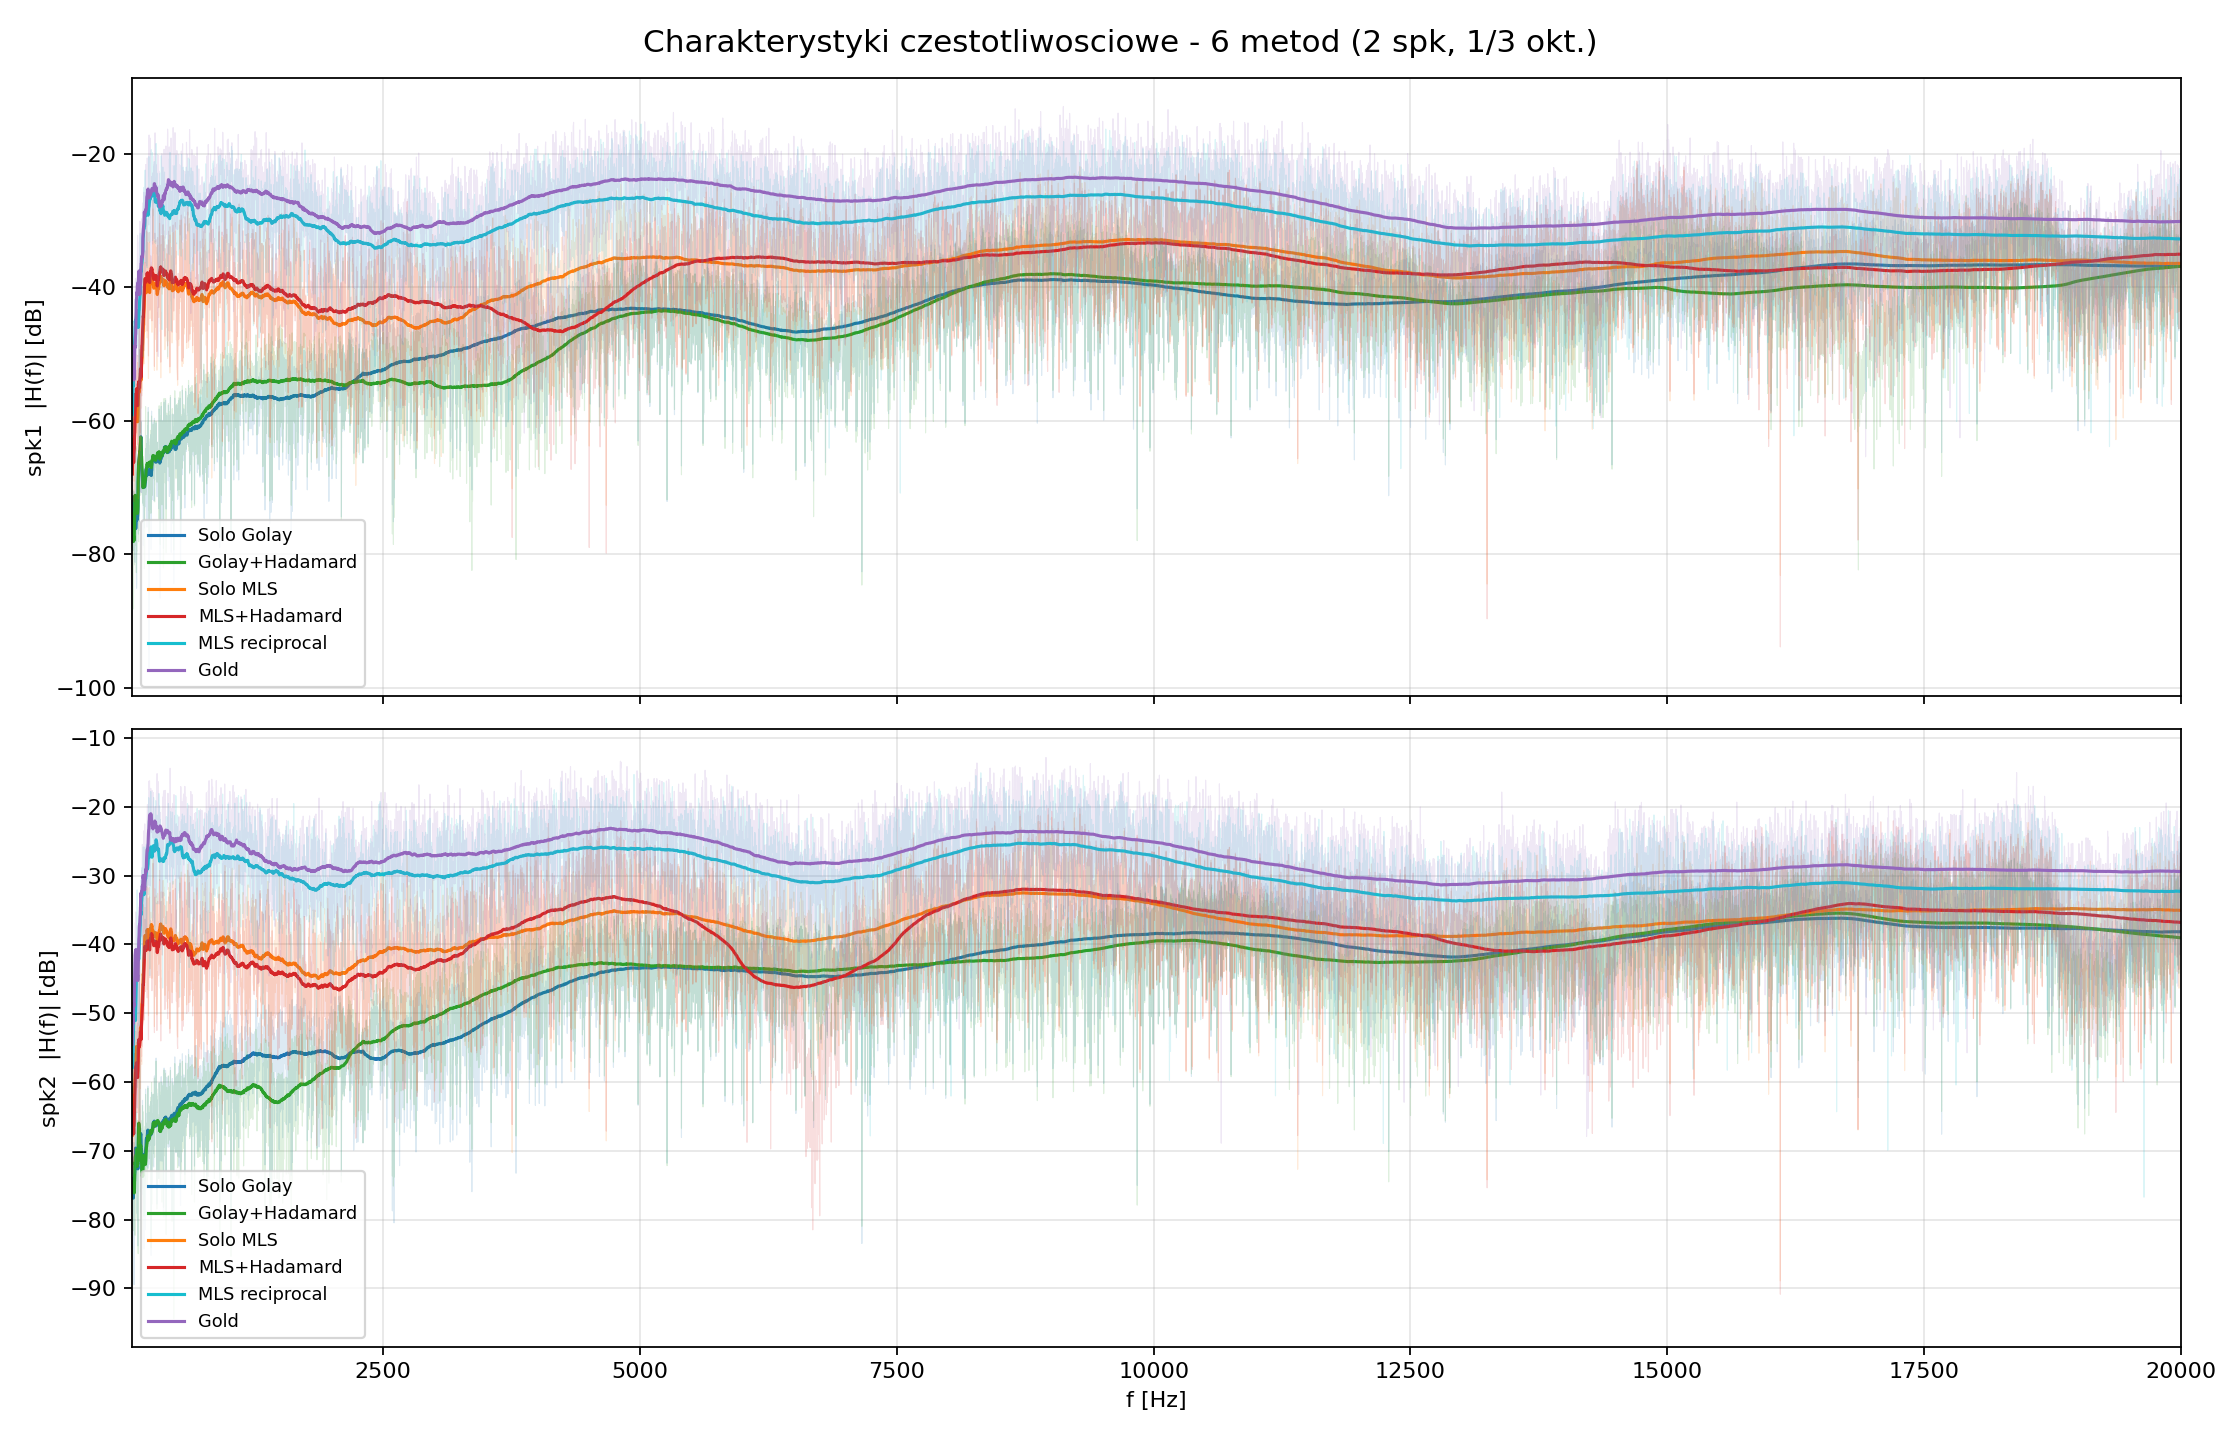 Charakterystyki czestotliwosciowe - 6 metod (2 spk, 1/3 okt.)
spk1 |H(f)| [dB]
−20
−40
−60
−80
−100
Solo Golay
Golay+Hadamard
Solo MLS
MLS+Hadamard
MLS reciprocal
Gold
spk2 |H(f)| [dB]
−10
−20
−30
−40
−50
−60
−70
−80
−90
Solo Golay
Golay+Hadamard
Solo MLS
MLS+Hadamard
MLS reciprocal
Gold
2500 5000 7500 10000 12500 15000 17500 20000
f [Hz]